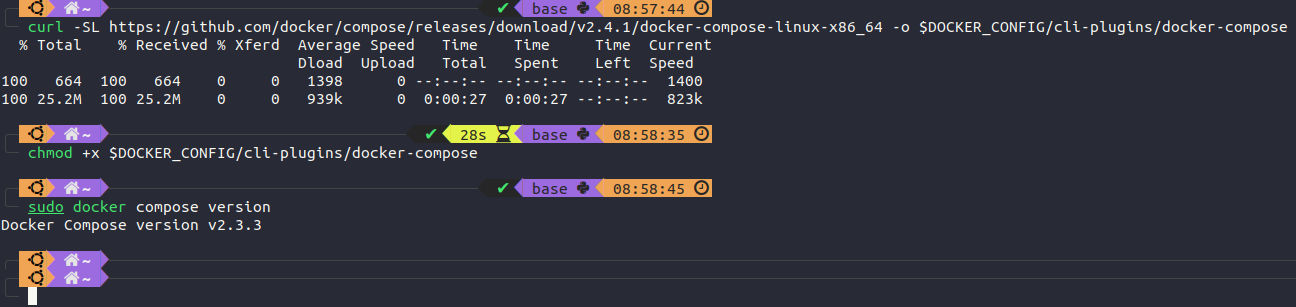 ~ ✔ base 08:57:44
curl -SL https://github.com/docker/compose/releases/download/v2.4.1/docker-compose-linux-x86_64 -o $DOCKER_CONFIG/cli-plugins/docker-compose
% Total % Received % Xferd Average Speed Time Time Time Current
Dload Upload Total Spent Left Speed
100 664 100 664 0 0 1398 0 --:--:-- --:--:-- --:--:-- 1400
100 25.2M 100 25.2M 0 0 939k 0 0:00:27 0:00:27 --:--:-- 823k
~ ✔ 28s base 08:58:35
chmod +x $DOCKER_CONFIG/cli-plugins/docker-compose
~ ✔ base 08:58:45
sudo docker compose version
Docker Compose version v2.3.3
~
~